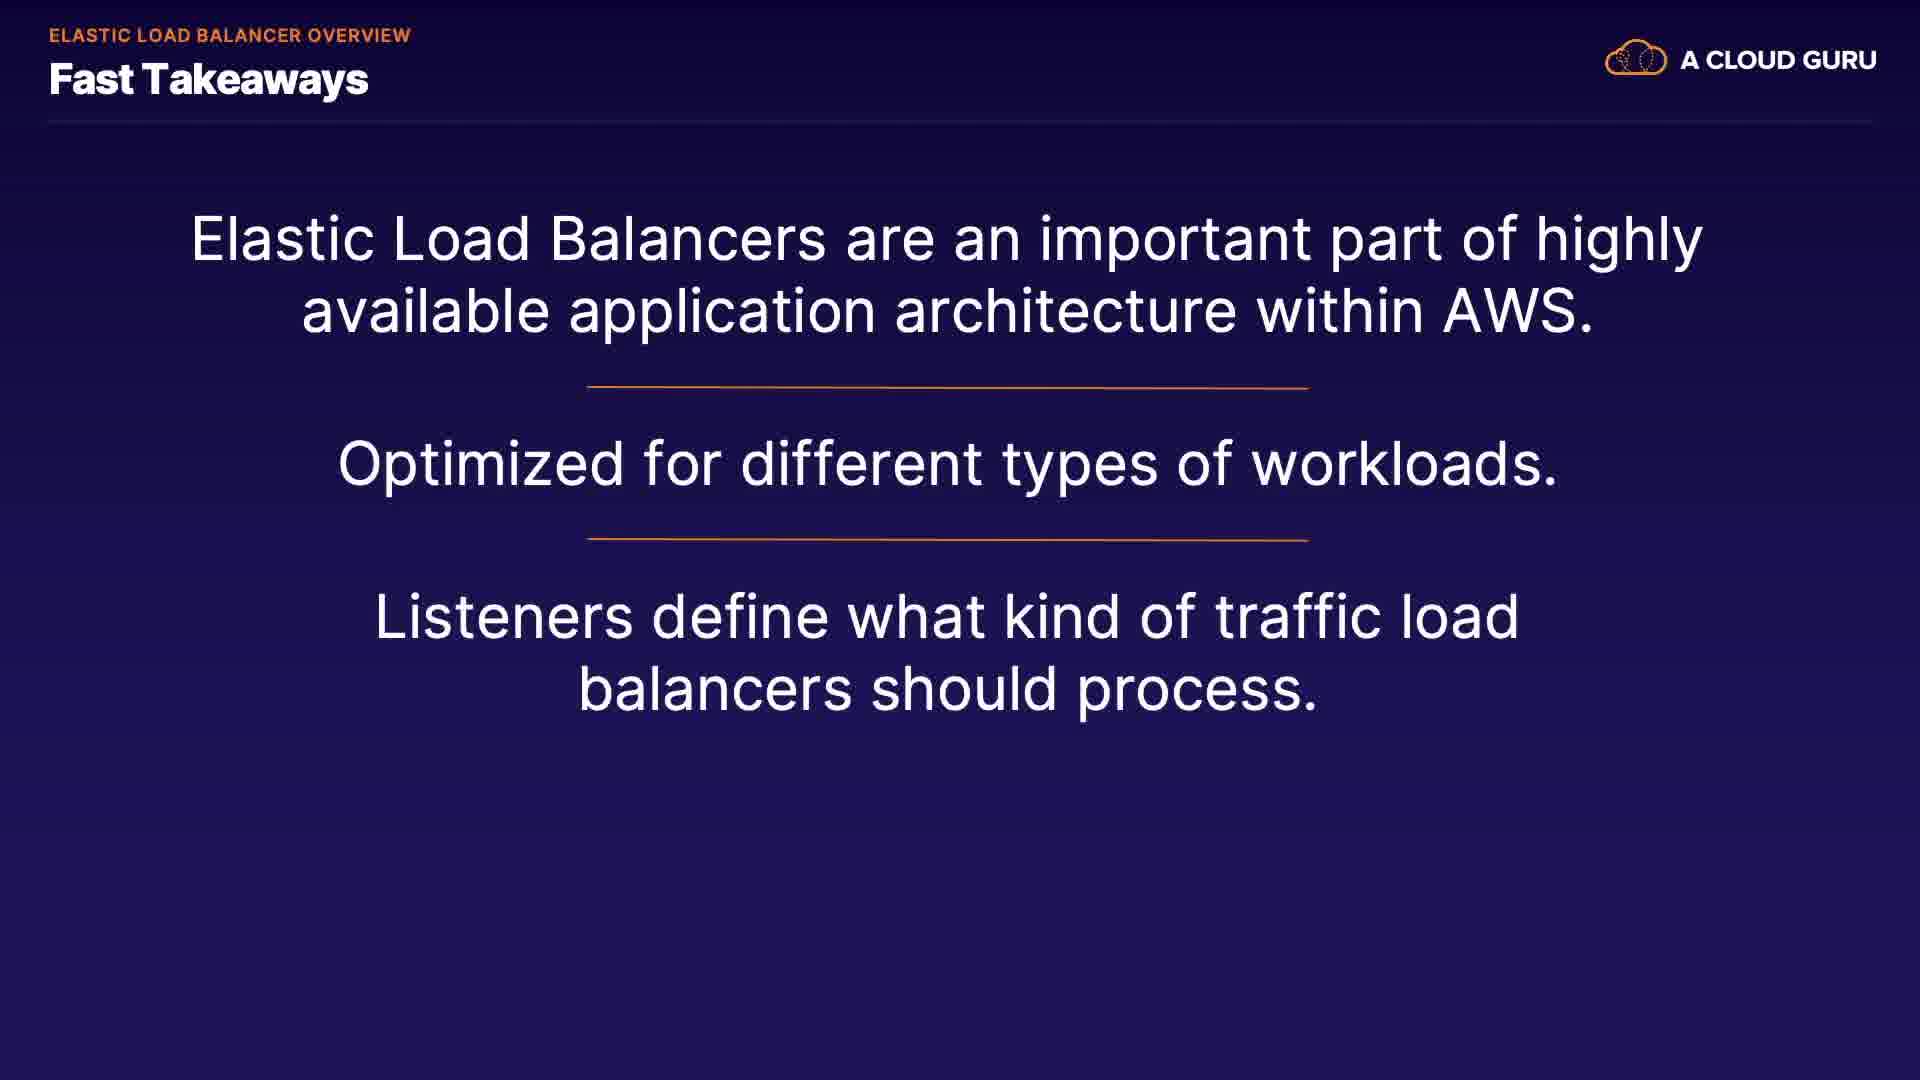 ELASTIC LOAD BALANCER OVERVIEW
Fast Takeaways
A CLOUD GURU
Elastic Load Balancers are an important part of highly
available application architecture within AWS.
Optimized for different types of workloads.
Listeners define what kind of traffic load
balancers should process.